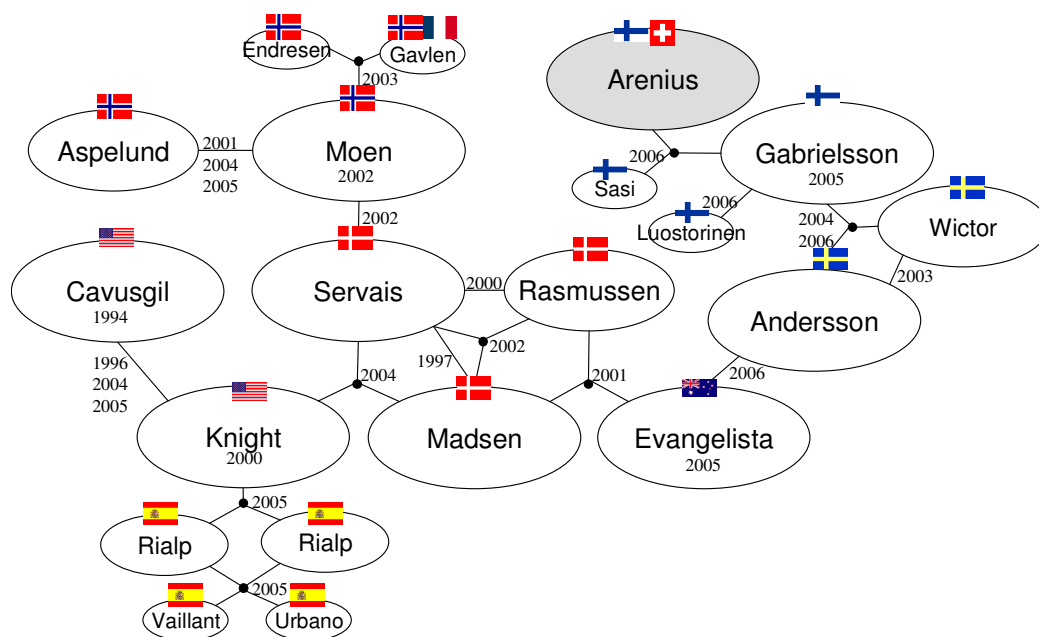 Endresen
Gavlen
2003
Arenius
Aspelund
2001
2004
2005
Moen
2002
2006
Sasi
Gabrielsson
2005
2006
Luostorinen
2004
2006
Wictor
2003
2002
Cavusgil
1994
Servais
2000
Rasmussen
Andersson
1996
2004
2005
2004
1997
2002
2001
2006
Knight
2000
Madsen
Evangelista
2005
2005
Rialp
Rialp
2005
Vaillant
Urbano